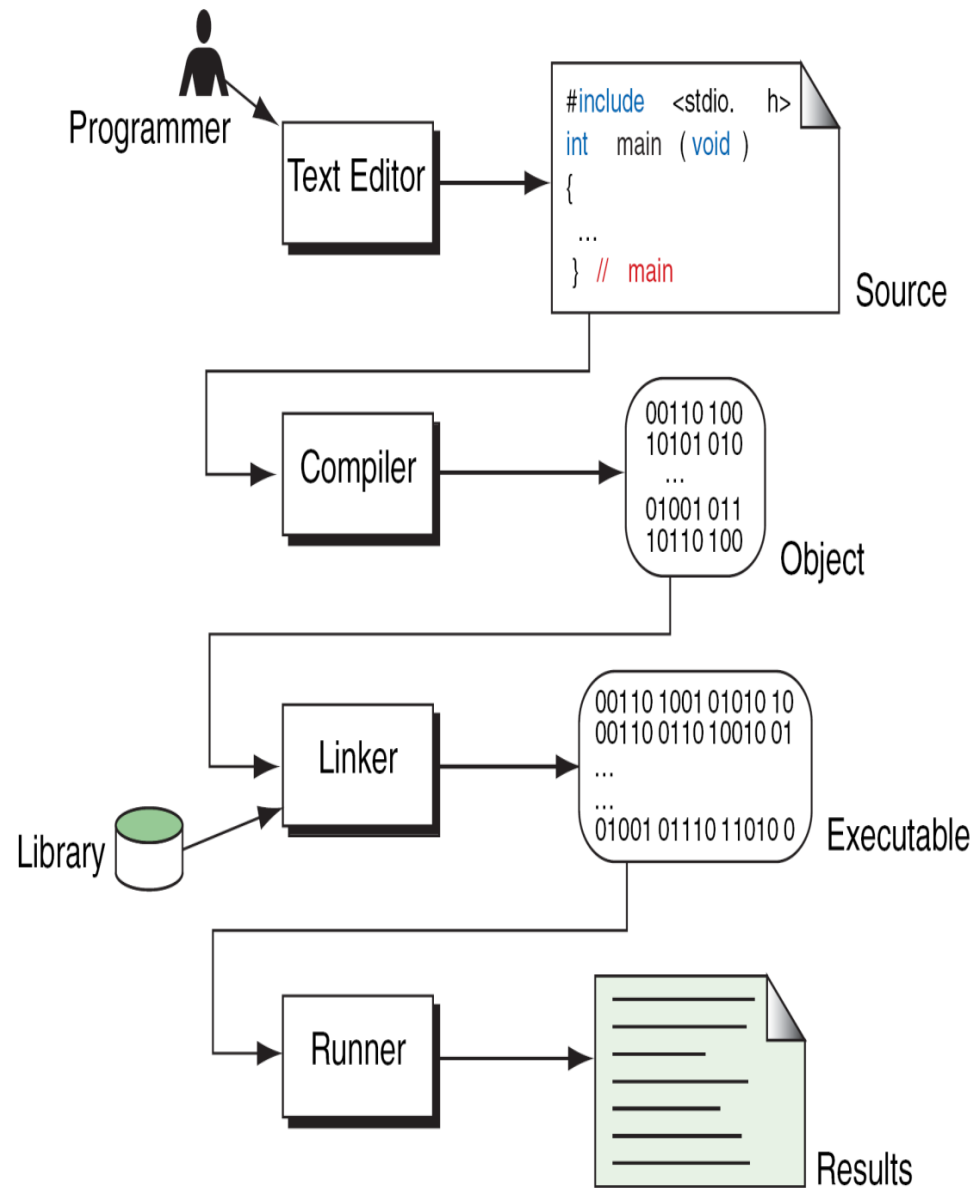 Programmer
Text Editor
#include <stdio. h>
int main ( void )
{
...
} // main
Source
Compiler
00110 100
10101 010
...
01001 011
10110 100
Object
Linker
Library
00110 1001 01010 10
00110 0110 10010 01
...
...
01001 01110 11010 0
Executable
Runner
Results